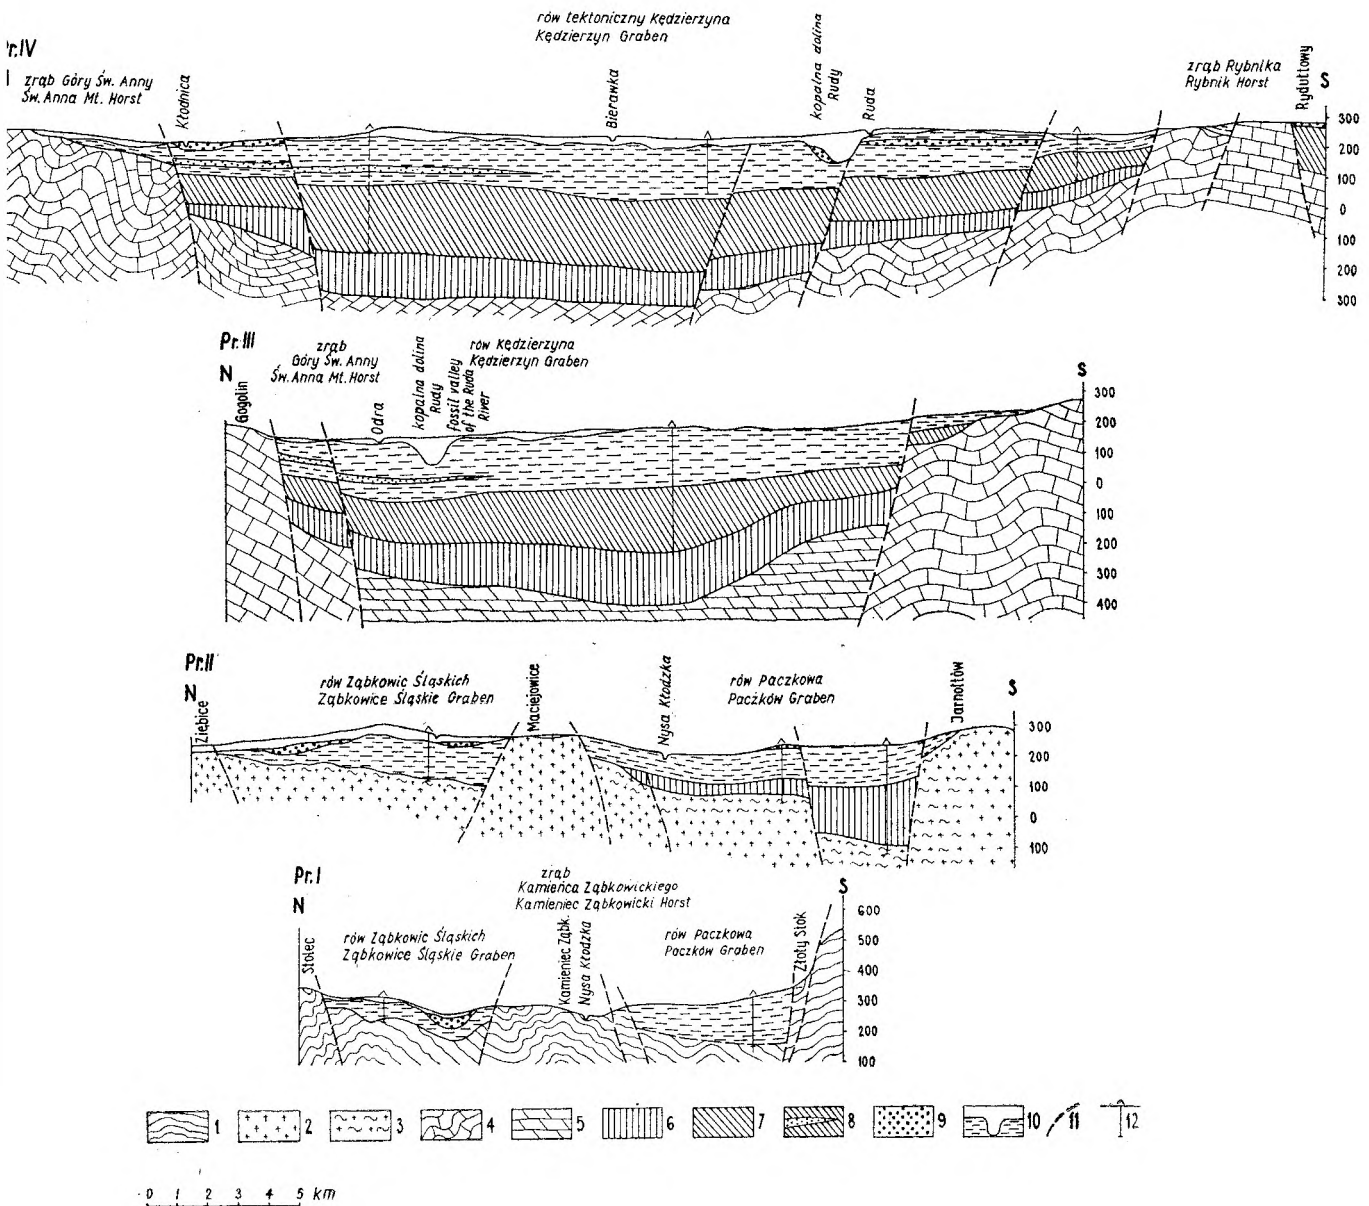 rów tektoniczny Kędzierzyna
Kędzierzyn Graben
Pr.IV
zrąb Góry Św. Anny
Św. Anna Mt. Horst
Kłodnica
Bierawka
kopalna dolina
Rudy
Ruda
zrąb Rybnika
Rybnik Horst
Rydułtowy
S
300
200
100
0
100
200
300
Pr. III
N
Gogolin
zrąb
Góry Św. Anny
Św. Anna Mt. Horst
Odra
kopalna dolina
Rudy
Fossil valley
of the Ruda
River
rów Kędzierzyna
Kędzierzyn Graben
S
300
200
100
0
100
200
300
400
Pr.II
N
Ziębice
rów Ząbkowic Śląskich
Ząbkowice Śląskie Graben
Maciejowice
Nysa Kłodzka
rów Paczkowa
Paczków Graben
Jarnołtów
S
300
200
100
0
100
Pr.I
N
Stolec
rów Ząbkowic Śląskich
Ząbkowice Śląskie Graben
zrąb
Kamieńca Ząbkowickiego
Kamieniec Ząbkowicki Horst
Kamieniec Ząbk.
Nysa Kłodzka
rów Paczkowa
Paczków Graben
Złoty Stok
S
600
500
400
300
200
100
1 2 3 4 5 6 7 8 9 10 11 12
0 1 2 3 4 5 km